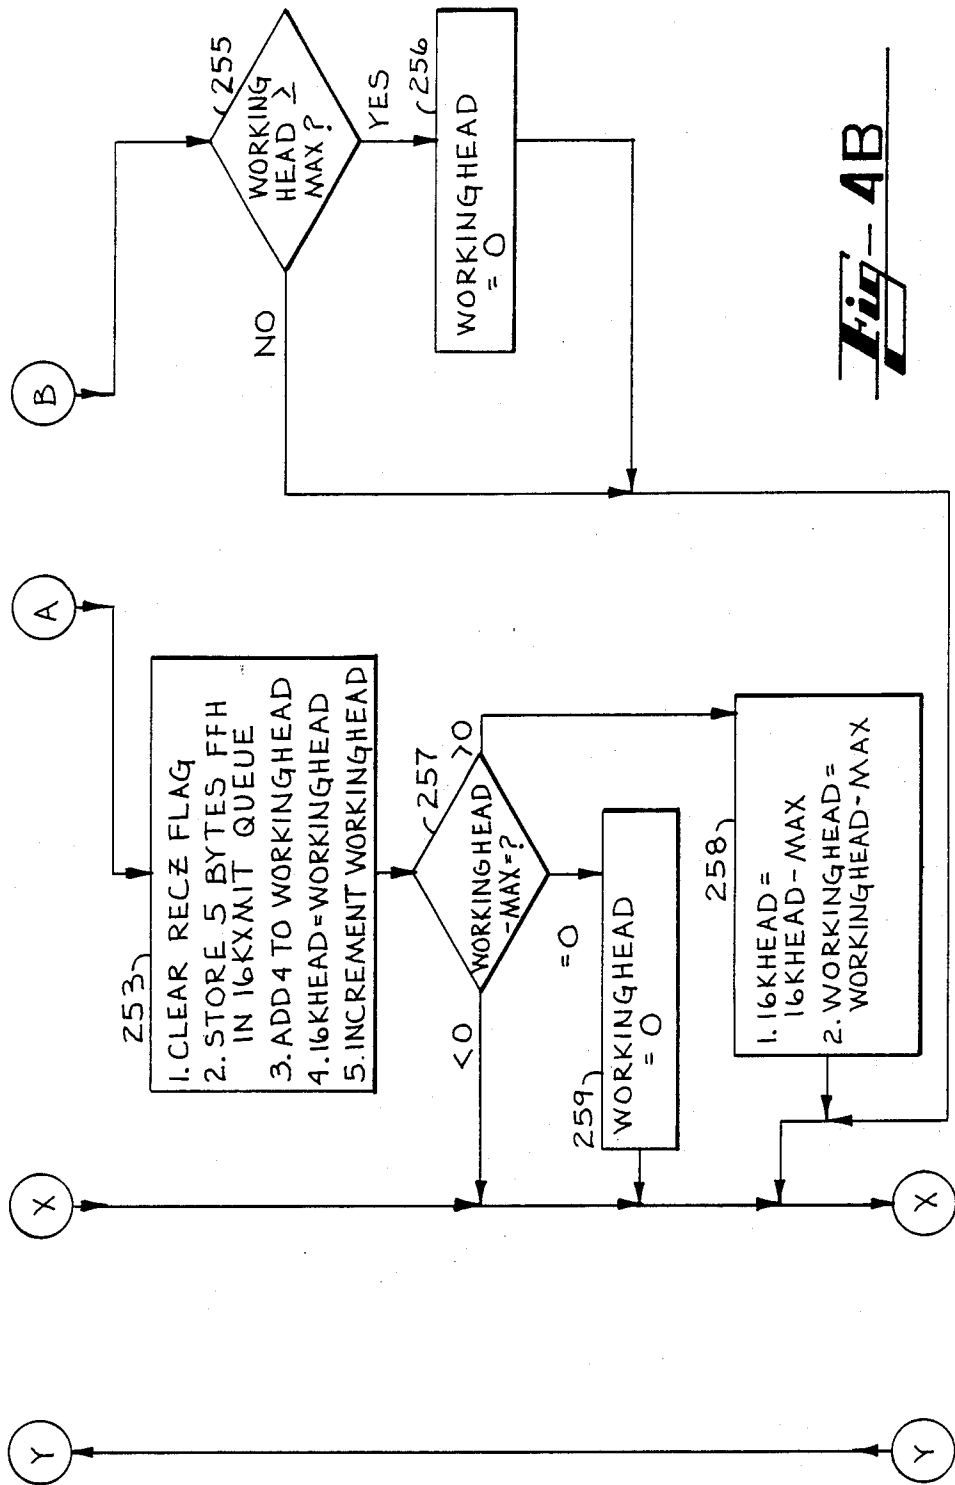 Y
X
A
B
253
1. CLEAR RECZ FLAG
2. STORE 5 BYTES FFH
IN 16KXMIT QUEUE
3. ADD 4 TO WORKINGHEAD
4. 16KHEAD=WORKINGHEAD
5. INCREMENT WORKINGHEAD
255
WORKING
HEAD ≥
MAX?
NO
YES
256
WORKINGHEAD
= 0
257
WORKINGHEAD
-MAX=?
<0
=0
>0
259
WORKINGHEAD
= 0
258
1. 16KHEAD=
16KHEAD-MAX
2. WORKINGHEAD=
WORKINGHEAD-MAX
Y
X
Fig-4B